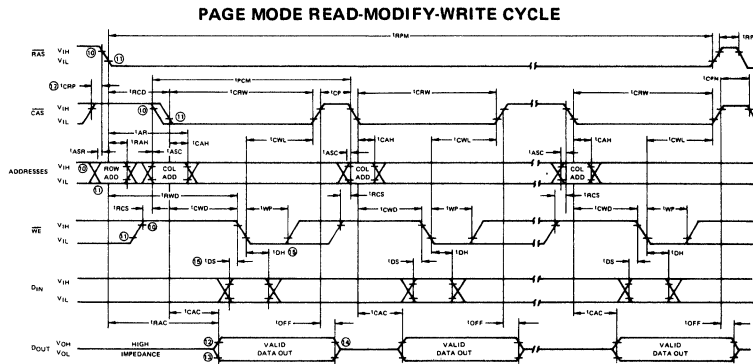 PAGE MODE READ-MODIFY-WRITE CYCLE
tRPM
tRP
RAS VIH
VIL
11
17 tCRP
tRCD
tPCM
tCRW
tCP
tCRW
tCRW
tCPN
CAS VIH
VIL
10
11
tAR
tRAH
tCAH
tCWL
tCAH
tCWL
tCAH
tCWL
tASR
tASC
tASC
tASC
ADDRESSES VIH
VIL
10
11
ROW ADD
COL ADD
COL ADD
COL ADD
tRWD
tRCS
tCWD
tWP
tRCS
tCWD
tWP
tRCS
tCWD
tWP
WE VIH
VIL
10
11
15 tDS
tDH 15
tDS
tDH
tDS
tDH
DIN VIH
VIL
tCAC
tRAC
tOFF
tCAC
tOFF
tCAC
tOFF
DOUT VOH
VOL
HIGH IMPEDANCE
12
13
VALID DATA OUT
14
VALID DATA OUT
VALID DATA OUT